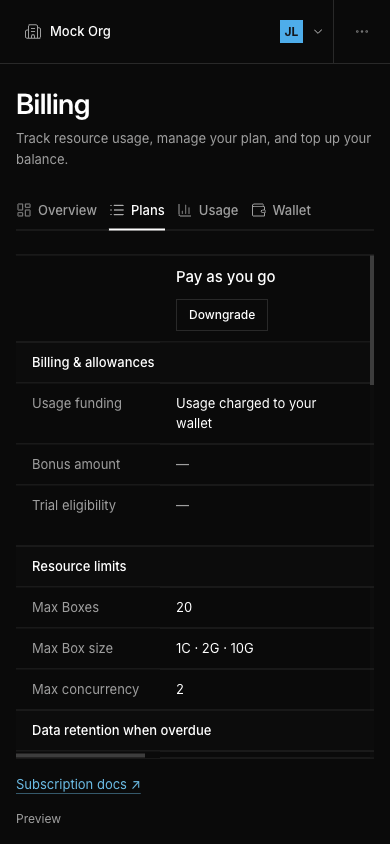 Mock Org
JL
Billing
Track resource usage, manage your plan, and top up your
balance.
Overview
Plans
Usage
Wallet
Pay as you go
Downgrade
Billing & allowances
Usage funding
Usage charged to your
wallet
Bonus amount
—
Trial eligibility
—
Resource limits
Max Boxes
20
Max Box size
1C · 2G · 10G
Max concurrency
2
Data retention when overdue
Subscription docs ↗
Preview